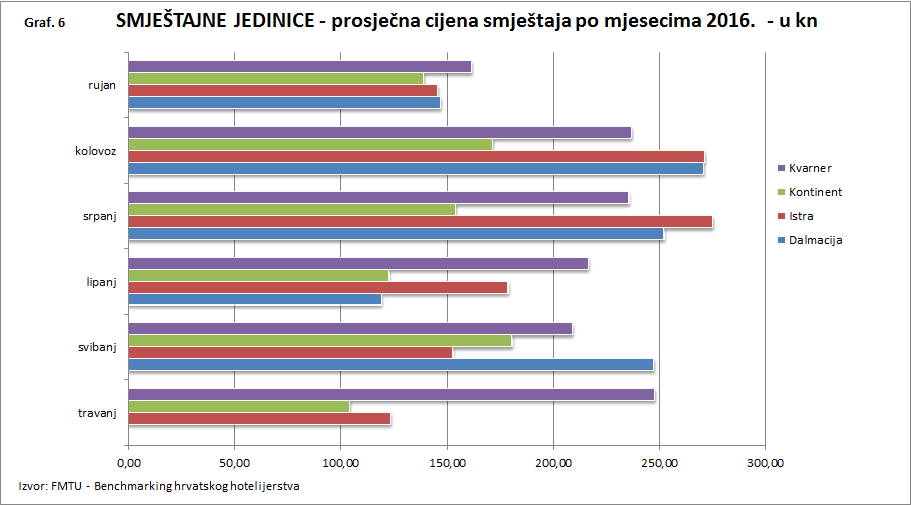 Graf. 6
SMJEŠTAJNE JEDINICE - prosječna cijena smještaja po mjesecima 2016. - u kn
rujan
kolovoz
srpanj
lipanj
svibanj
travanj
Kvarner
Kontinent
Istra
Dalmacija
0,00 50,00 100,00 150,00 200,00 250,00 300,00
Izvor: FMTU - Benchmarking hrvatskog hotelijerstva